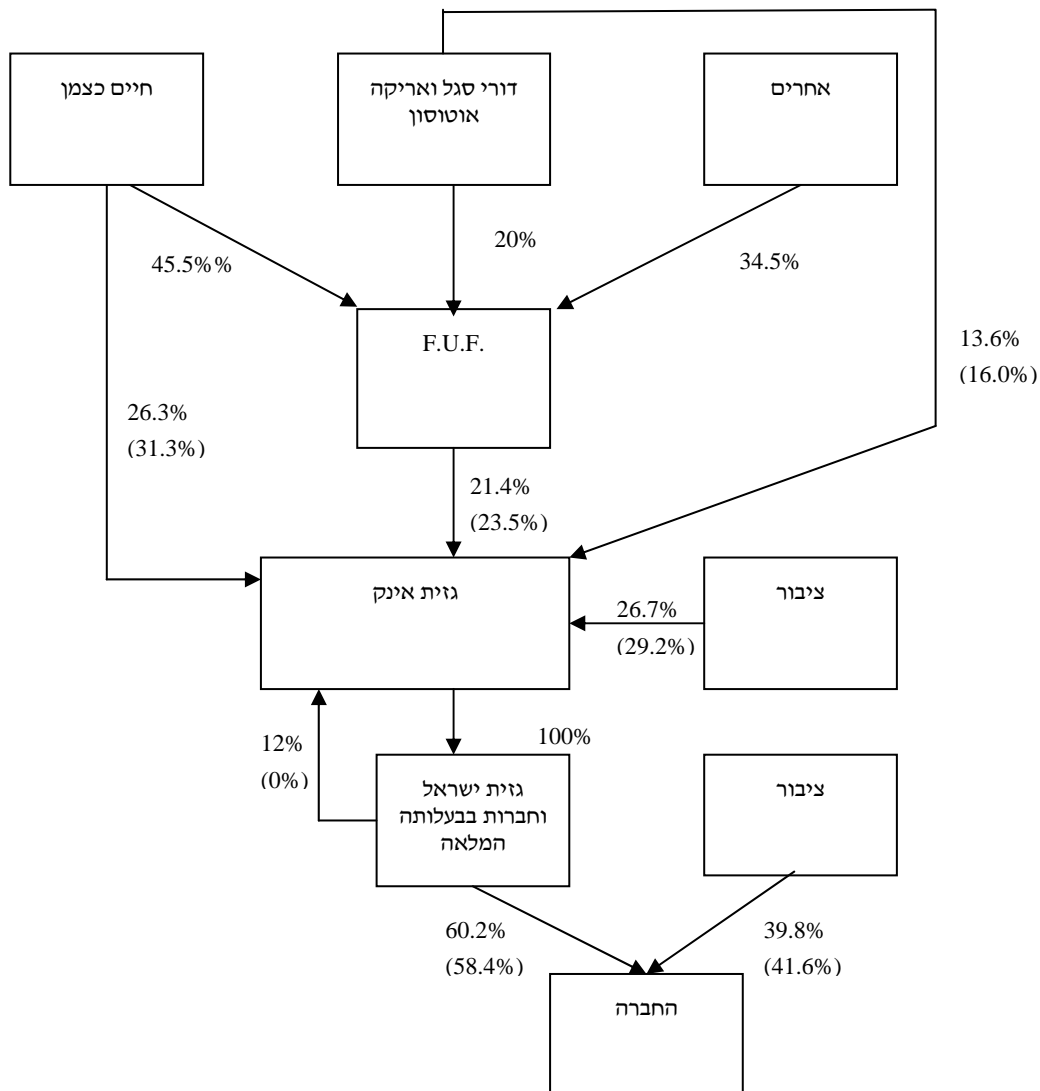 חיים כצמן
דורי סגל ואריקה
אוטוסון
אחרים
45.5%%
20%
34.5%
F.U.F.
13.6%
(16.0%)
26.3%
(31.3%)
21.4%
(23.5%)
גזית אינק
26.7%
(29.2%)
ציבור
12%
(0%)
100%
גזית ישראל
וחברות בבעלותה
המלאה
ציבור
60.2%
(58.4%)
39.8%
(41.6%)
החברה